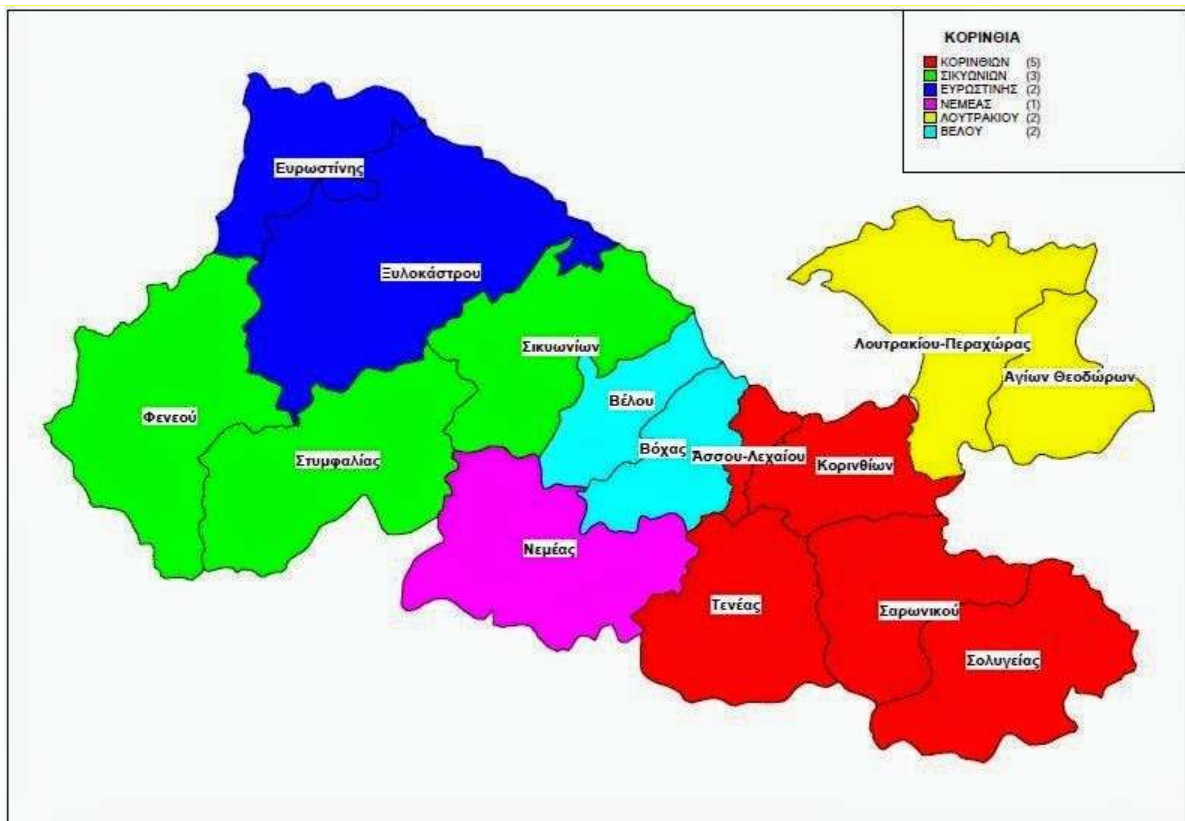 ΚΟΡΙΝΘΙΑ
ΚΟΡΙΝΘΙΩΝ (5)
ΣΙΚΥΩΝΙΩΝ (3)
ΕΥΡΩΣΤΙΝΗΣ (2)
ΝΕΜΕΑΣ (1)
ΛΟΥΤΡΑΚΙΟΥ (2)
ΒΕΛΟΥ (2)
Ευρωστίνης
Ξυλοκάστρου
Σικυωνίων
Λουτρακίου-Περαχώρας
Αγίων Θεοδώρων
Φενεού
Βέλου
Στυμφαλίας
Βόχας
Άσσου-Λεχαίου
Κορινθίων
Νεμέας
Τενέας
Σαρωνικού
Σολυγείας